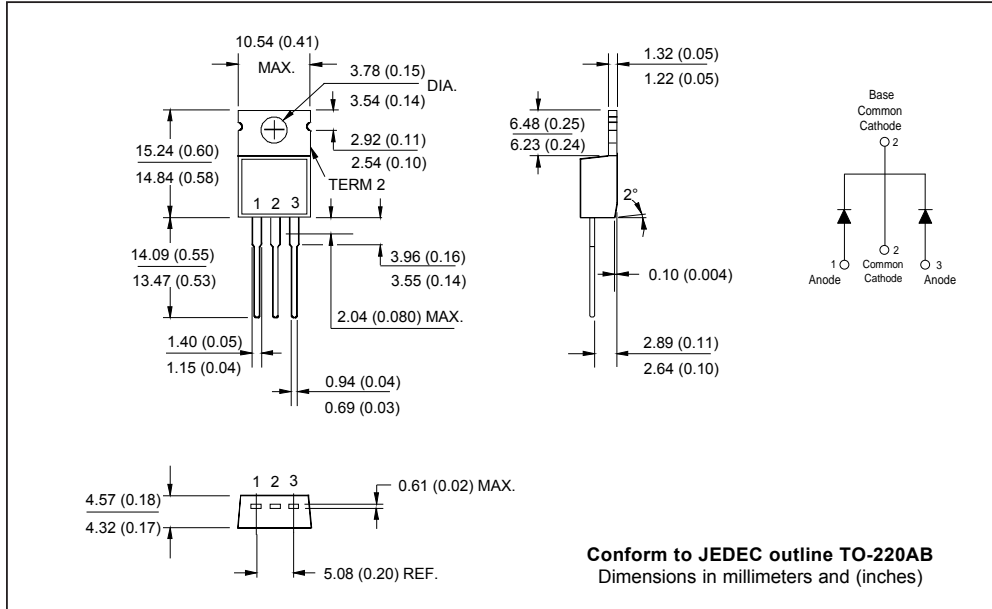 10.54 (0.41)
MAX.
3.78 (0.15)
3.54 (0.14)
DIA.
2.92 (0.11)
2.54 (0.10)
15.24 (0.60)
14.84 (0.58)
TERM 2
1 2 3
14.09 (0.55)
13.47 (0.53)
3.96 (0.16)
3.55 (0.14)
2.04 (0.080) MAX.
1.40 (0.05)
1.15 (0.04)
0.94 (0.04)
0.69 (0.03)
1.32 (0.05)
1.22 (0.05)
6.48 (0.25)
6.23 (0.24)
2°
0.10 (0.004)
2.89 (0.11)
2.64 (0.10)
Base
Common
Cathode
2
2
1
Anode
Common
Cathode
3
Anode
1 2 3
4.57 (0.18)
4.32 (0.17)
0.61 (0.02) MAX.
5.08 (0.20) REF.
Conform to JEDEC outline TO-220AB
Dimensions in millimeters and (inches)